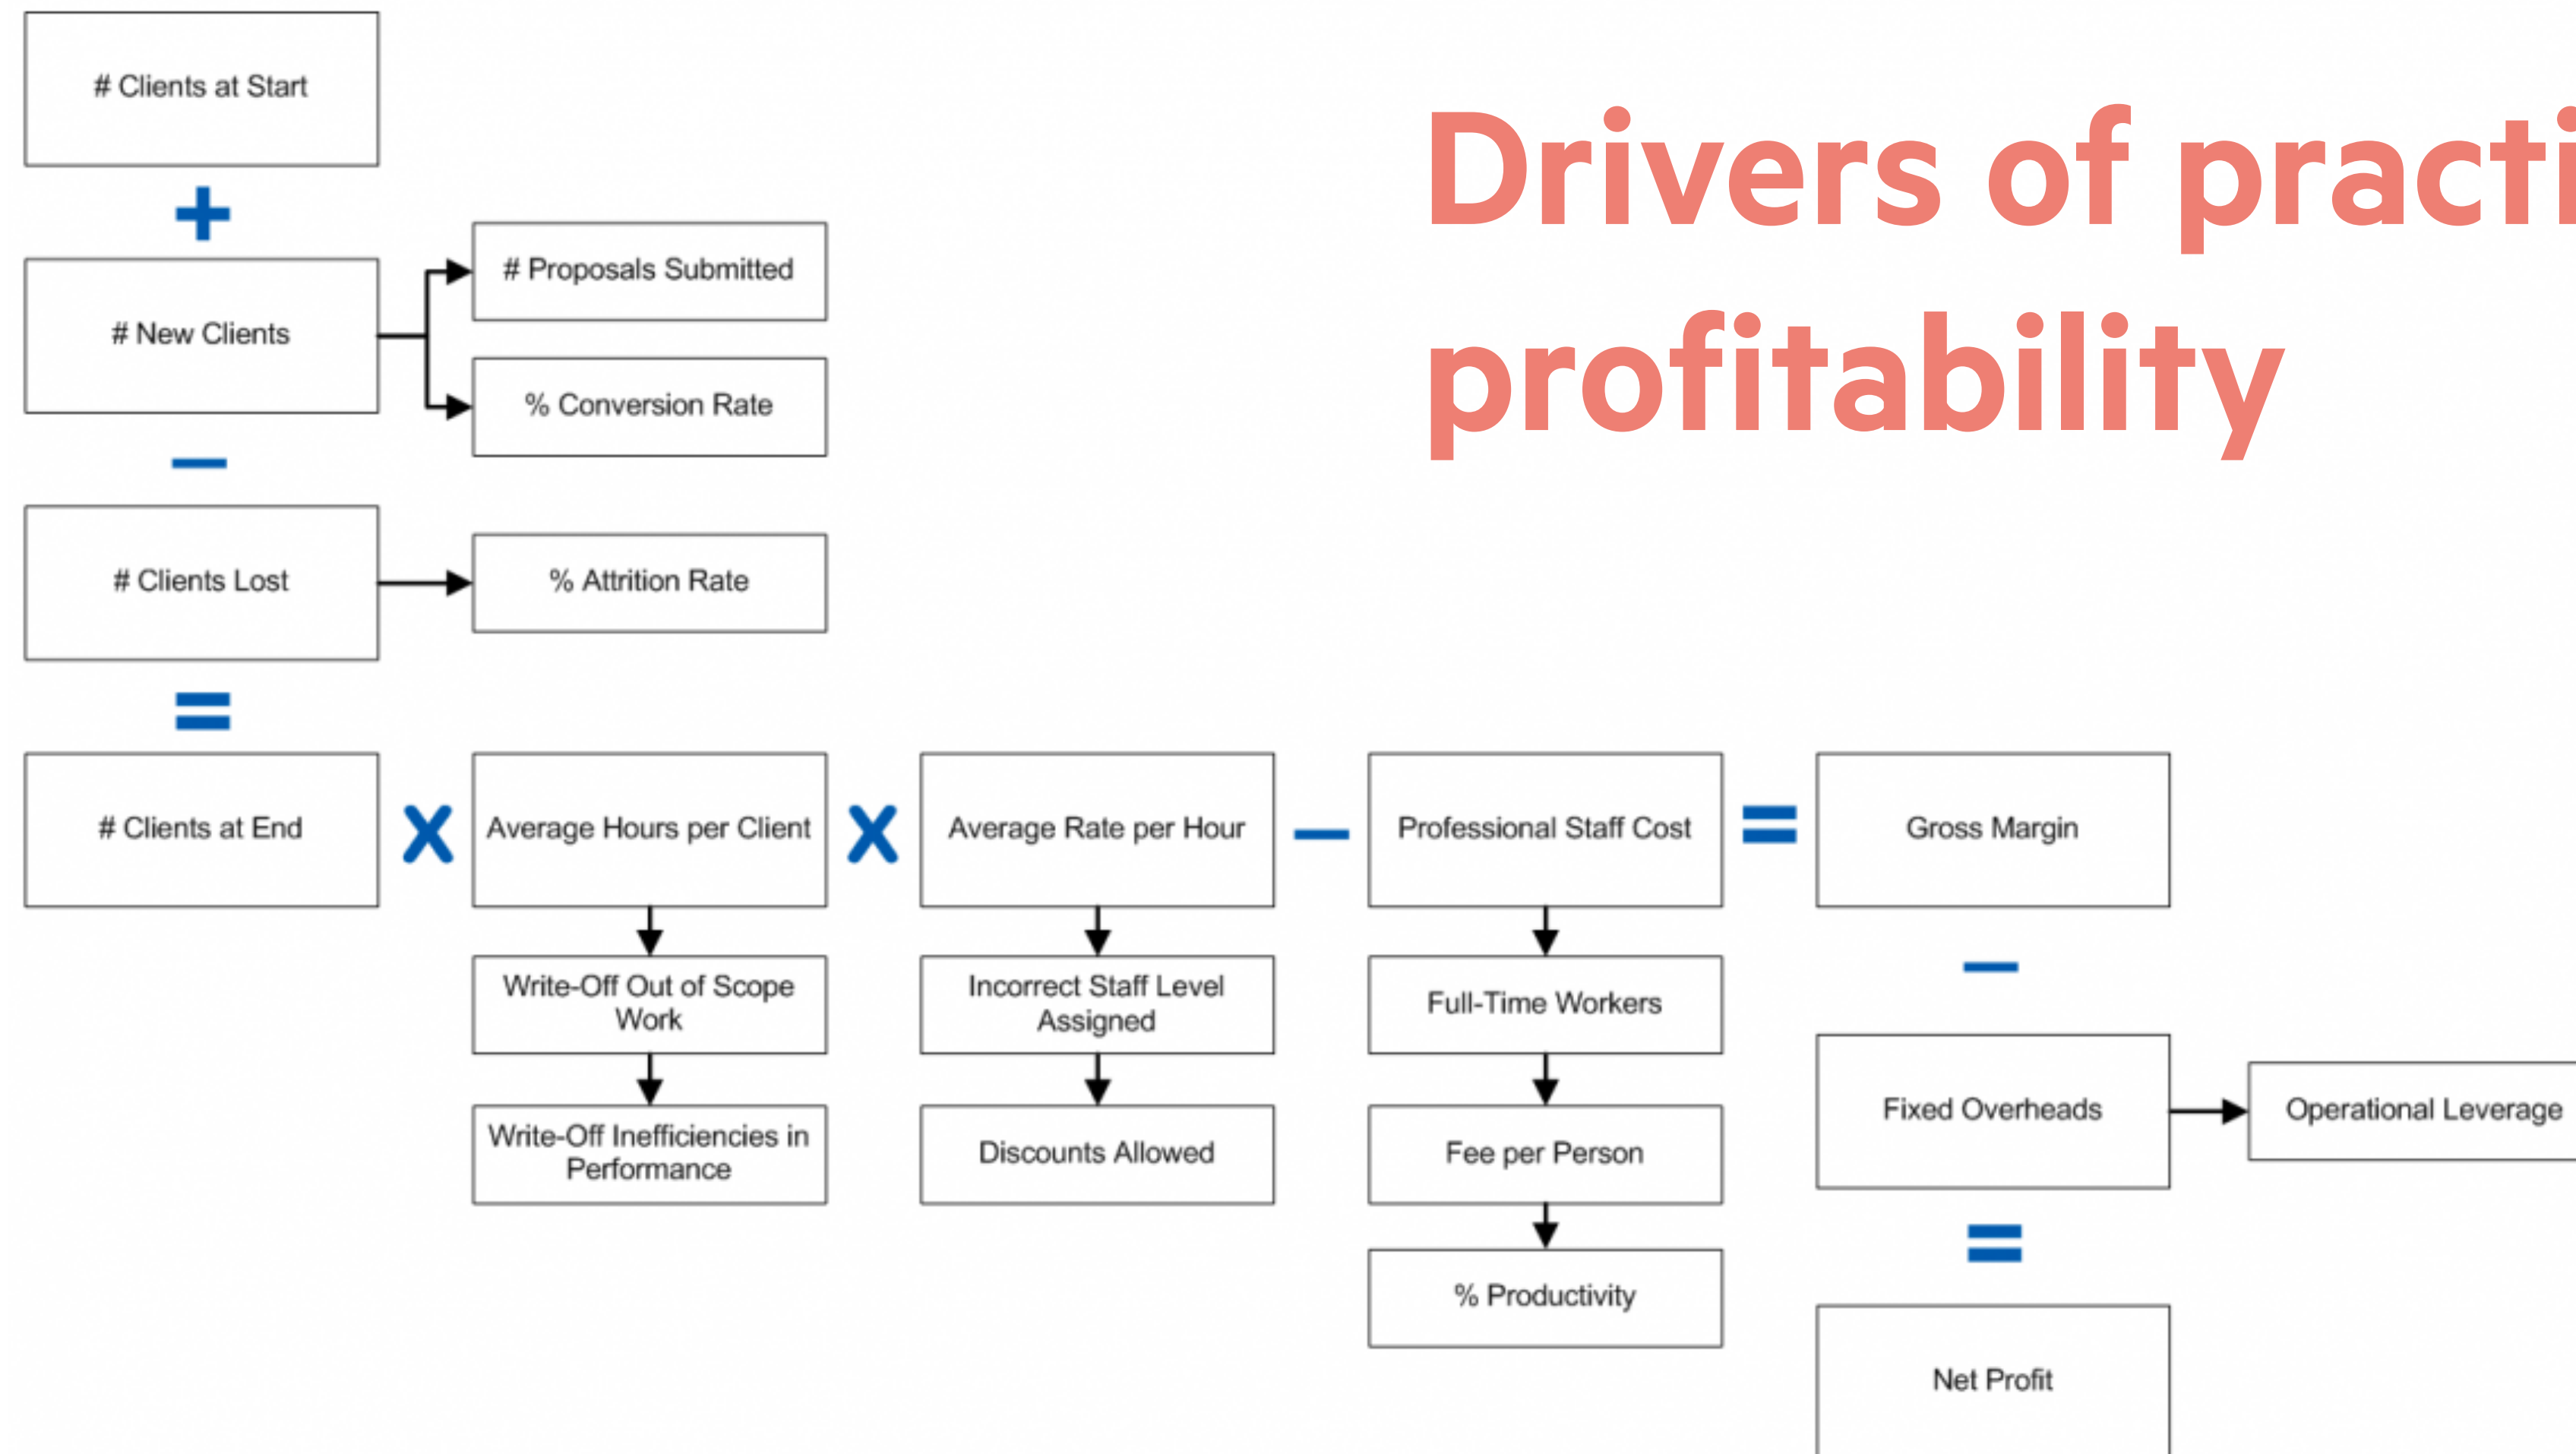 # Clients at Start
Drivers of practi
profitability
+
# New Clients
# Proposals Submitted
% Conversion Rate
–
# Clients Lost
% Attrition Rate
=
# Clients at End
X
Average Hours per Client
X
Average Rate per Hour
–
Professional Staff Cost
=
Gross Margin
Write-Off Out of Scope
Work
Write-Off Inefficiencies in
Performance
Incorrect Staff Level
Assigned
Discounts Allowed
Full-Time Workers
Fee per Person
% Productivity
–
Fixed Overheads
Operational Leverage
=
Net Profit